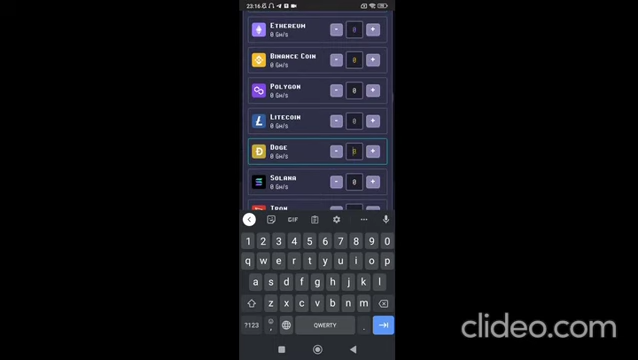 23:16
ETHEREUM
0 GH/S
- 0 +
BINANCE COIN
0 GH/S
- 0 +
POLYGON
0 GH/S
- 0 +
LITECOIN
0 GH/S
- 0 +
DOGE
0 GH/S
- 0 +
SOLANA
0 GH/S
- 0 +
GIF
1 2 3 4 5 6 7 8 9 0
q w e r t y u i o p
a s d f g h j k l
z x c v b n m
?123 , QWERTY .
clideo.com